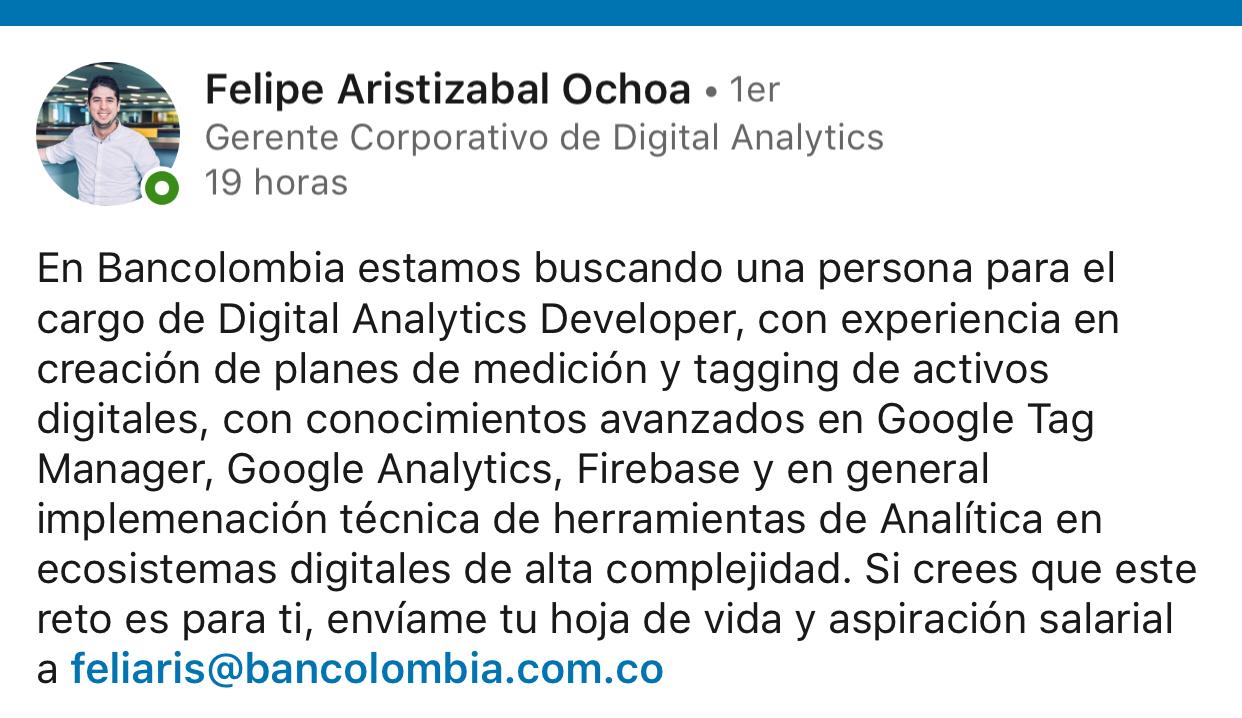 Felipe Aristizabal Ochoa • 1er
Gerente Corporativo de Digital Analytics
19 horas
En Bancolombia estamos buscando una persona para el
cargo de Digital Analytics Developer, con experiencia en
creación de planes de medición y tagging de activos
digitales, con conocimientos avanzados en Google Tag
Manager, Google Analytics, Firebase y en general
implemenación técnica de herramientas de Analítica en
ecosistemas digitales de alta complejidad. Si crees que este
reto es para ti, envíame tu hoja de vida y aspiración salarial
a feliaris@bancolombia.com.co